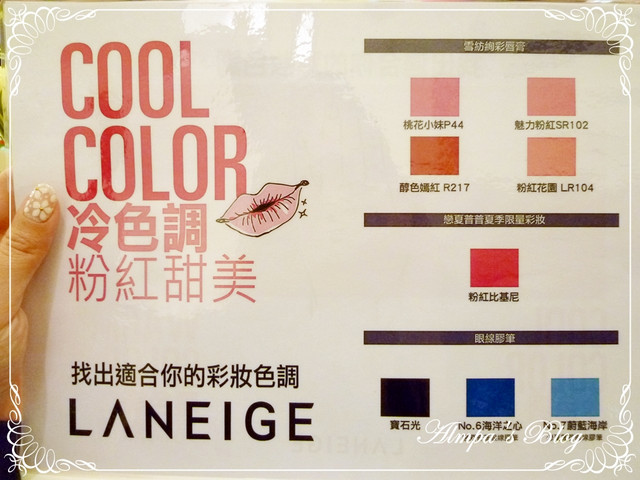 COOL
COLOR
冷色調
粉紅甜美
找出適合你的彩妝色調
LANEIGE
雪紡絢彩唇膏
桃花小妹P44
魅力粉紅SR102
醇色嫣紅 R217
粉紅花園 LR104
戀夏普普夏季限量彩妝
粉紅比基尼
眼線膠筆
寶石光
No.6海洋之心
No.7蔚藍海岸
膠筆
Almpa's Blog